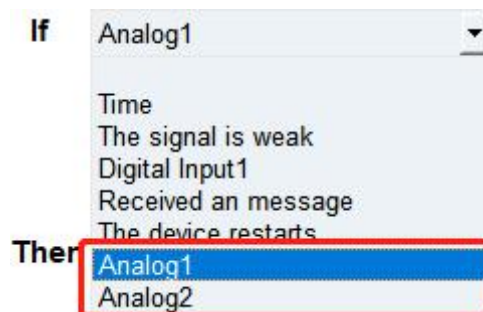 If Analog1
Time
The signal is weak
Digital Input1
Received an message
The device restarts
Ther
Analog1
Analog2